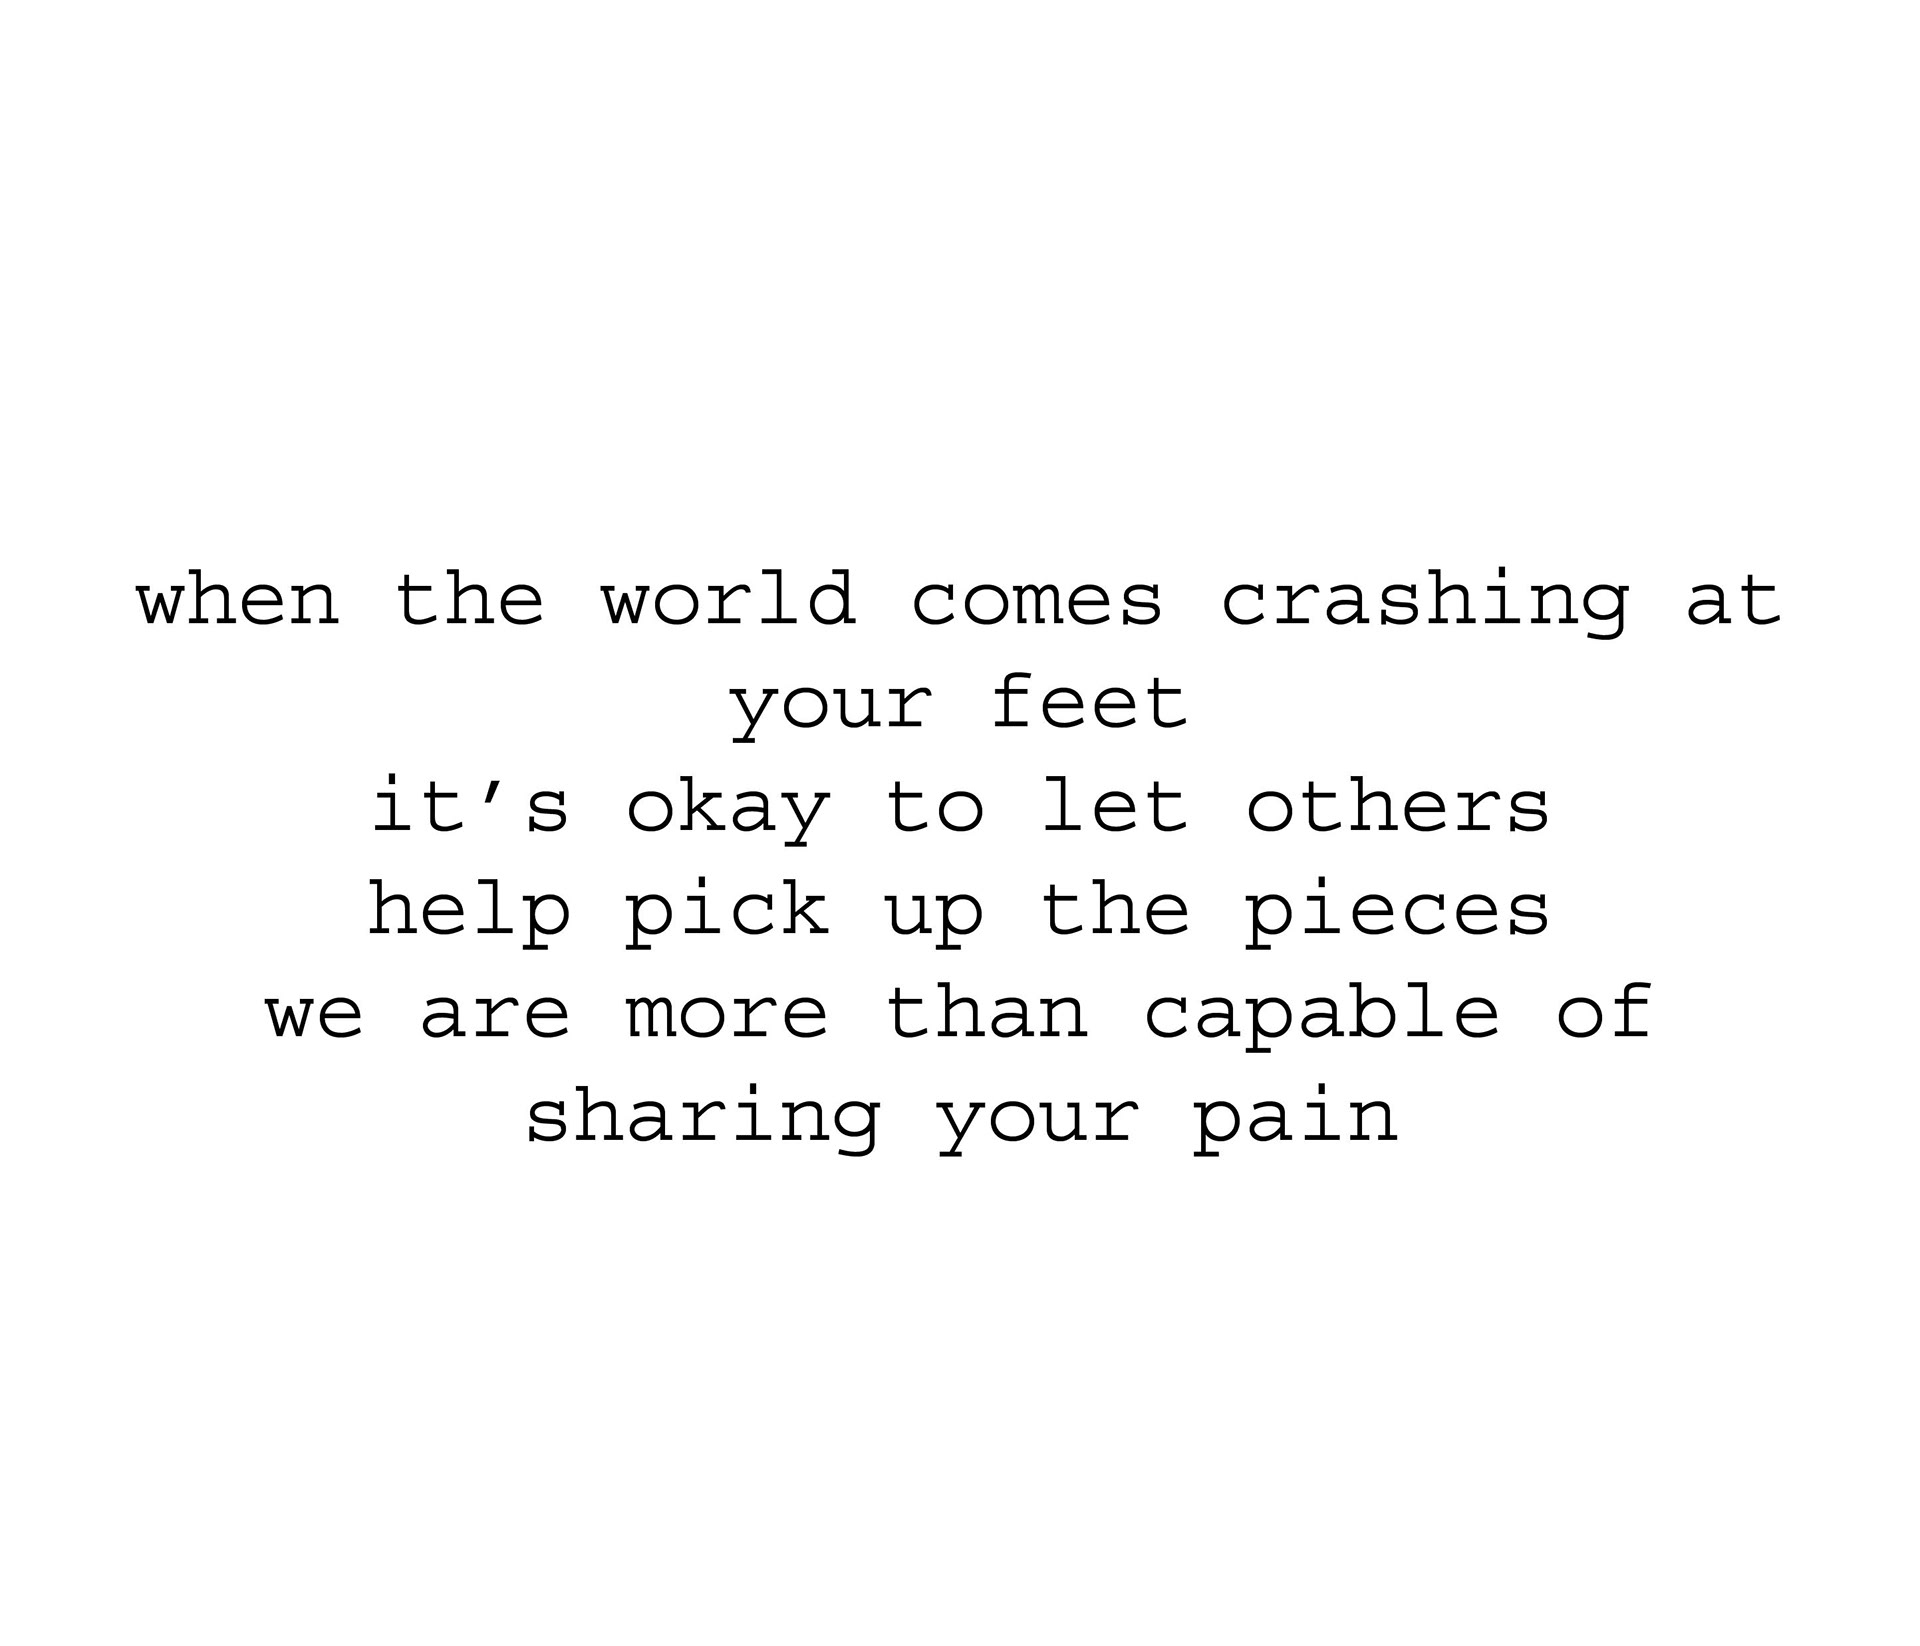 when the world comes crashing at
your feet
it’s okay to let others
help pick up the pieces
we are more than capable of
sharing your pain